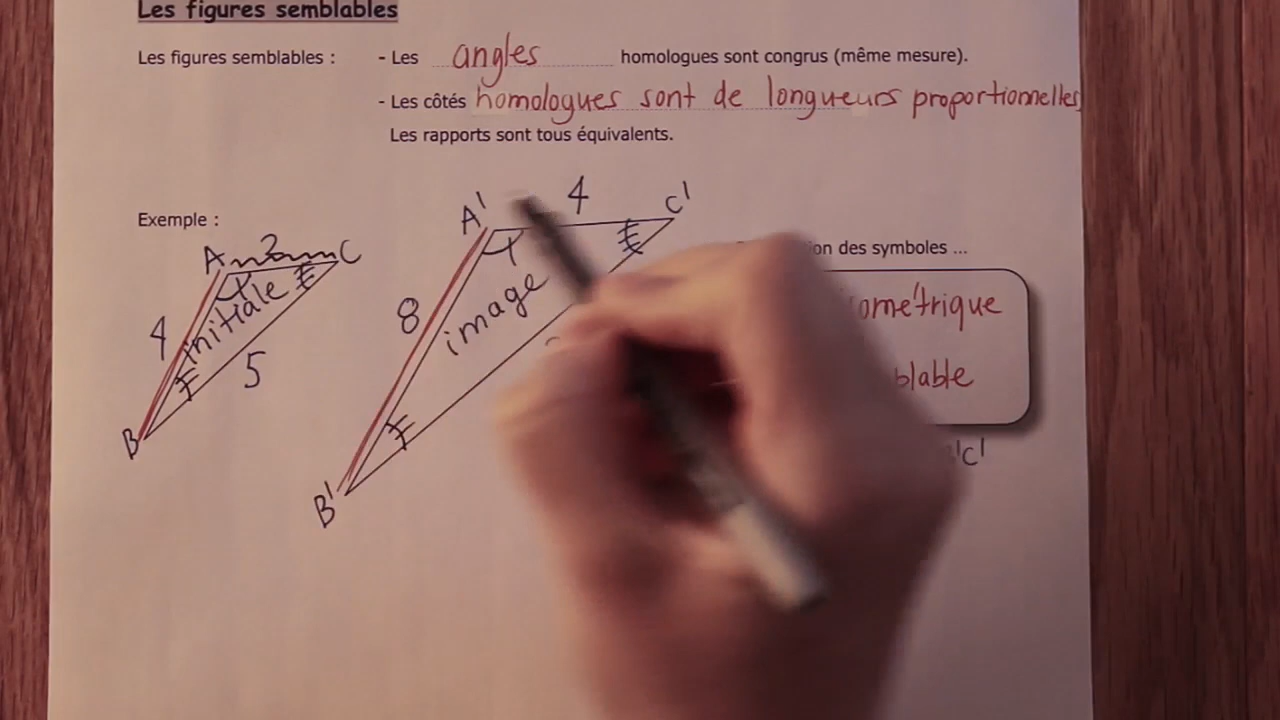 Les figures semblables
Les figures semblables : - Les angles homologues sont congrus (même mesure).
- Les côtés homologues sont de longueurs proportionnelles
Les rapports sont tous équivalents.
Exemple :
A 2 C
4 initiale
5
B
A' 4 C'
8 image
B'
ion des symboles ...
ométrique
blable
'C'